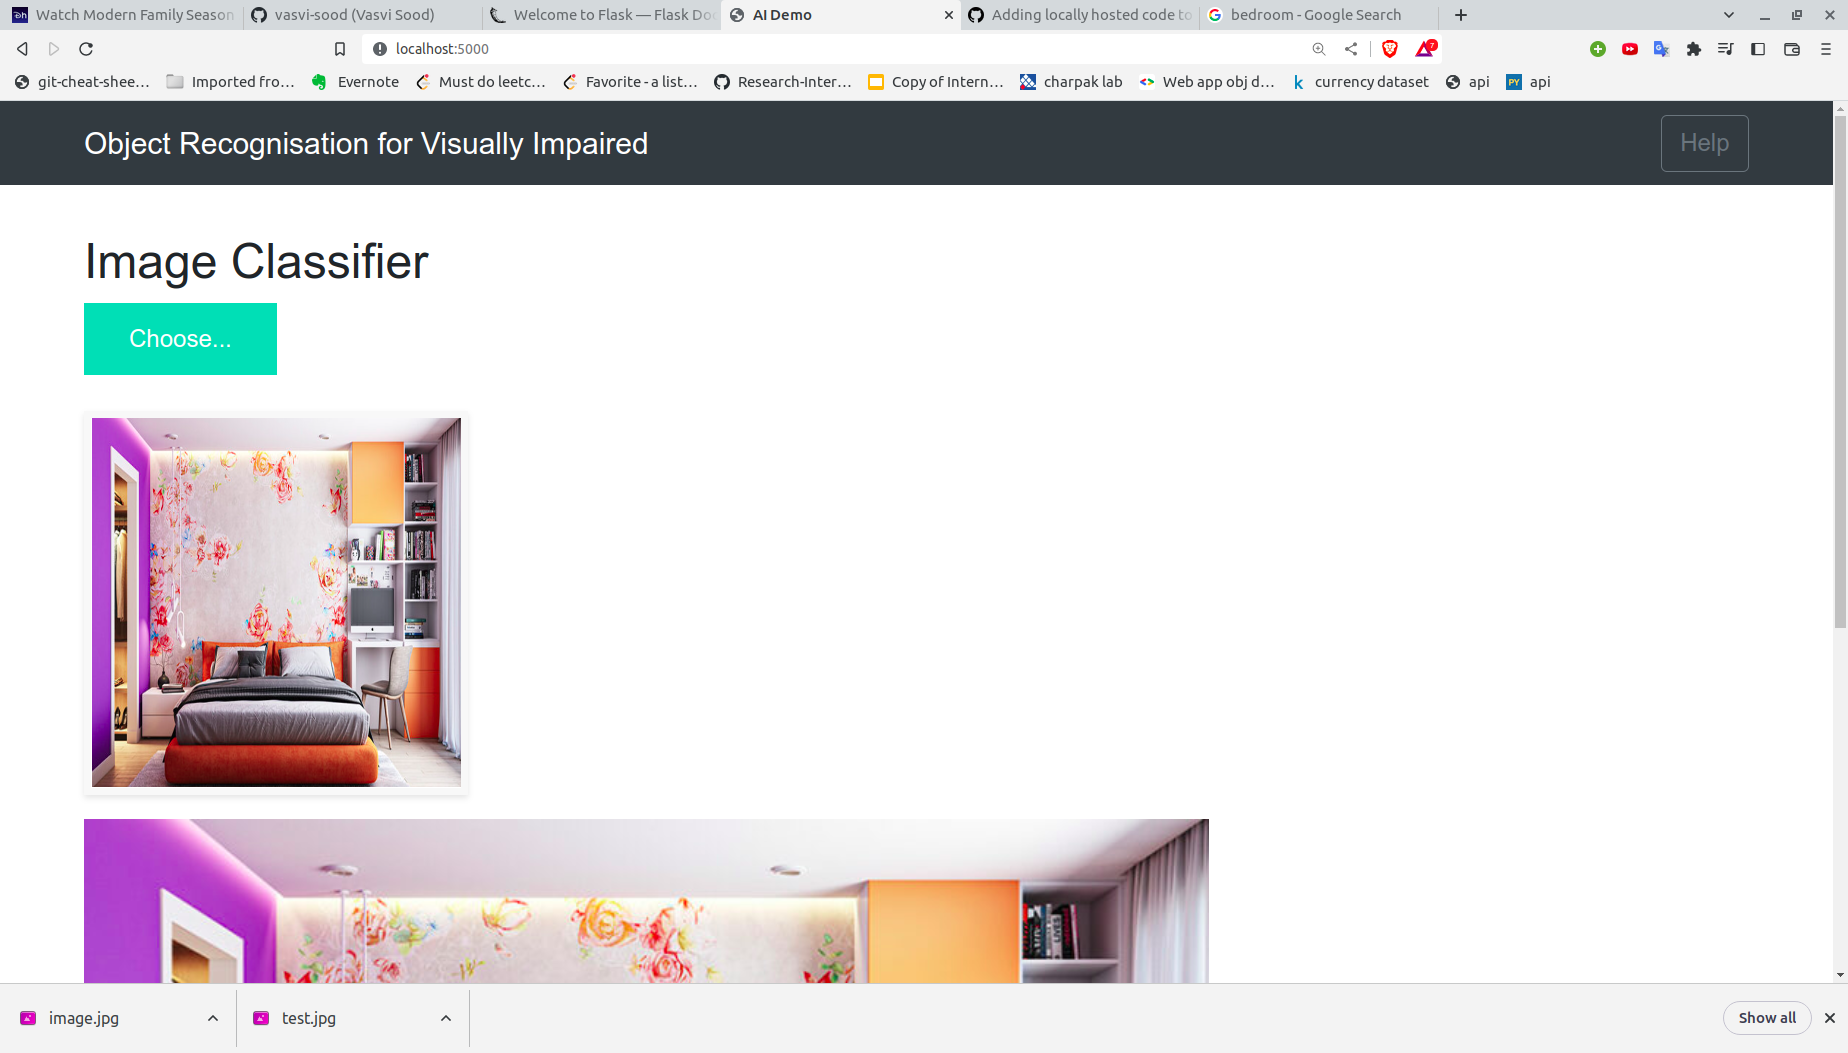 Watch Modern Family Season
vasvi-sood (Vasvi Sood)
Welcome to Flask — Flask Doc
AI Demo
Adding locally hosted code to
bedroom - Google Search
localhost:5000
7
git-cheat-shee...
Imported fro...
Evernote
Must do leetc...
Favorite - a list...
Research-Inter...
Copy of Intern...
charpak lab
Web app obj d...
currency dataset
api
api
Object Recognisation for Visually Impaired
Help
Image Classifier
Choose...
image.jpg
test.jpg
Show all